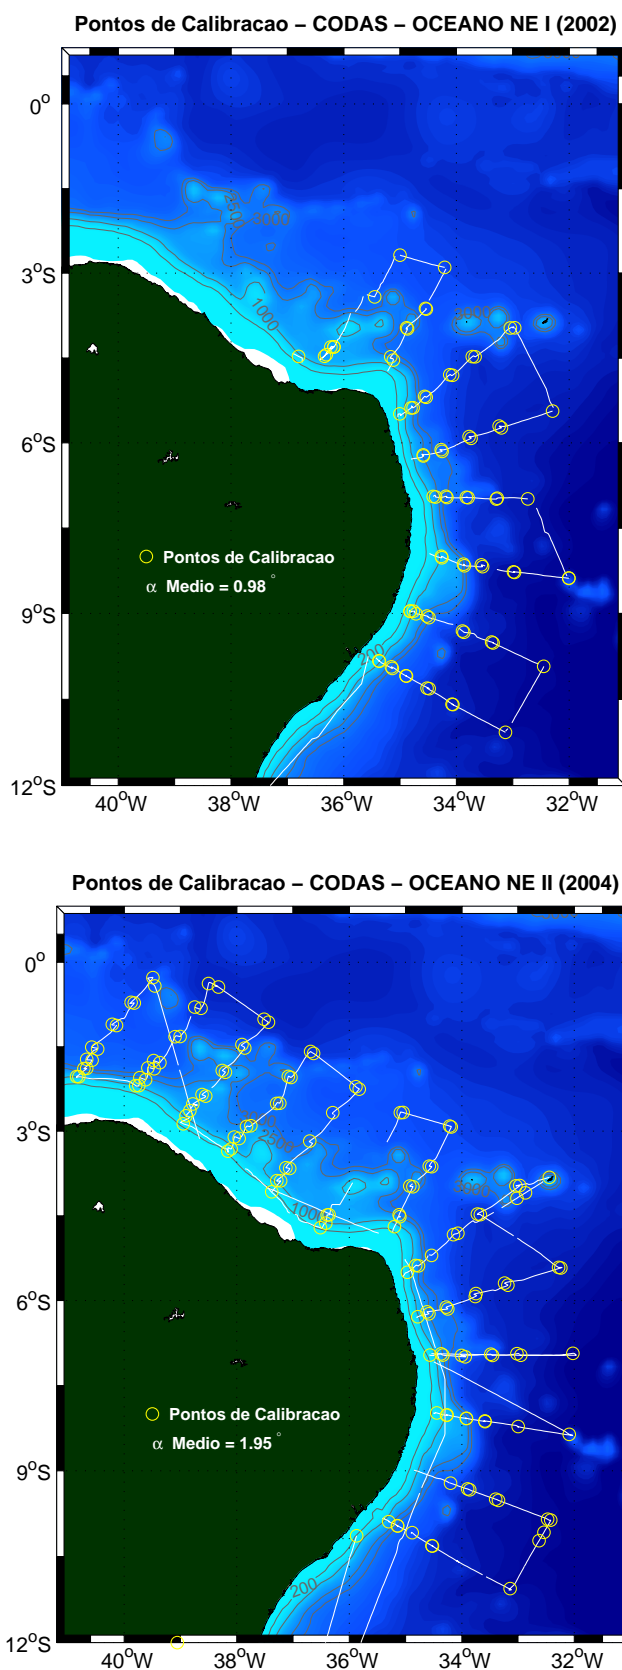 Pontos de Calibracao – CODAS – OCEANO NE I (2002)
0°
3000
3°S
1000
3000
6°S
Pontos de Calibracao
α Medio = 0.98 °
9°S
200
12°S
40°W 38°W 36°W 34°W 32°W
Pontos de Calibracao – CODAS – OCEANO NE II (2004)
0°
3°S
2500
1000
6°S
Pontos de Calibracao
α Medio = 1.95 °
9°S
200
12°S
40°W 38°W 36°W 34°W 32°W